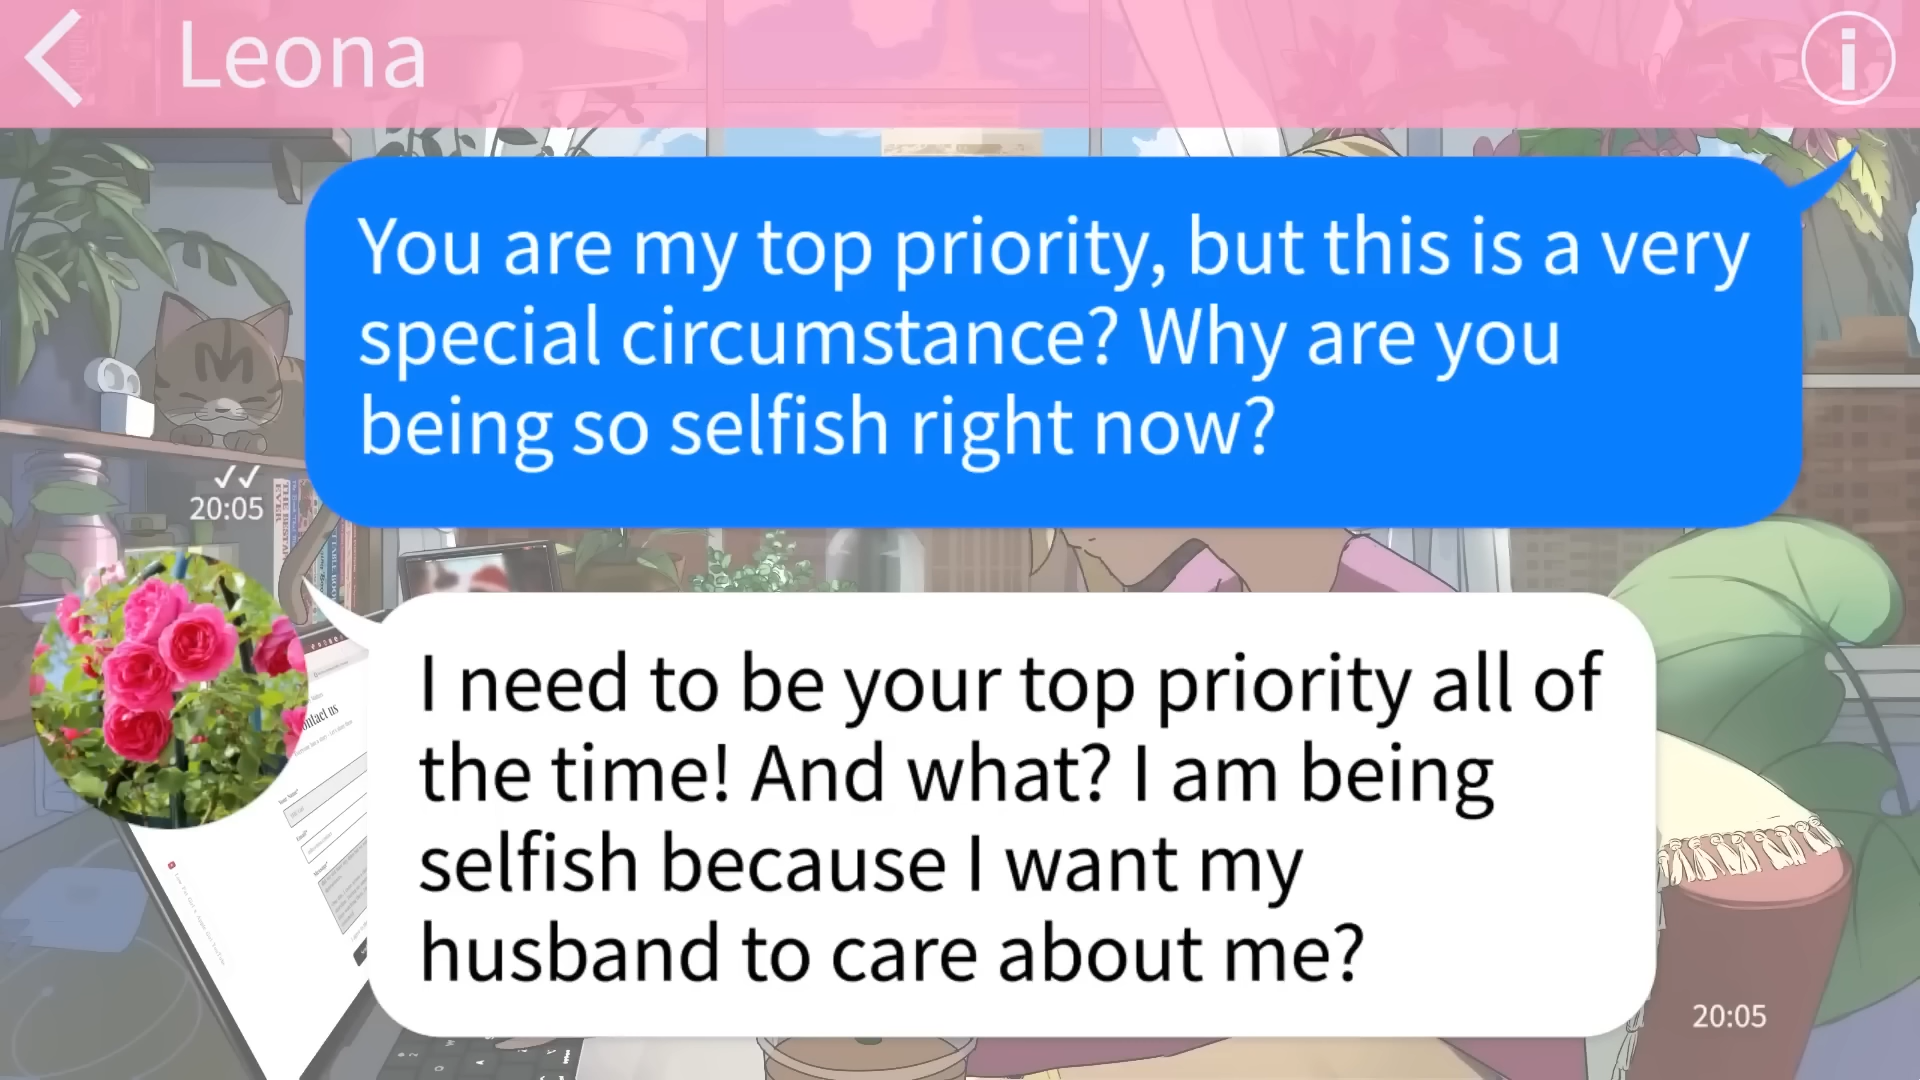 Leona
You are my top priority, but this is a very
special circumstance? Why are you
being so selfish right now?
20:05
I need to be your top priority all of
the time! And what? I am being
selfish because I want my
husband to care about me?
20:05